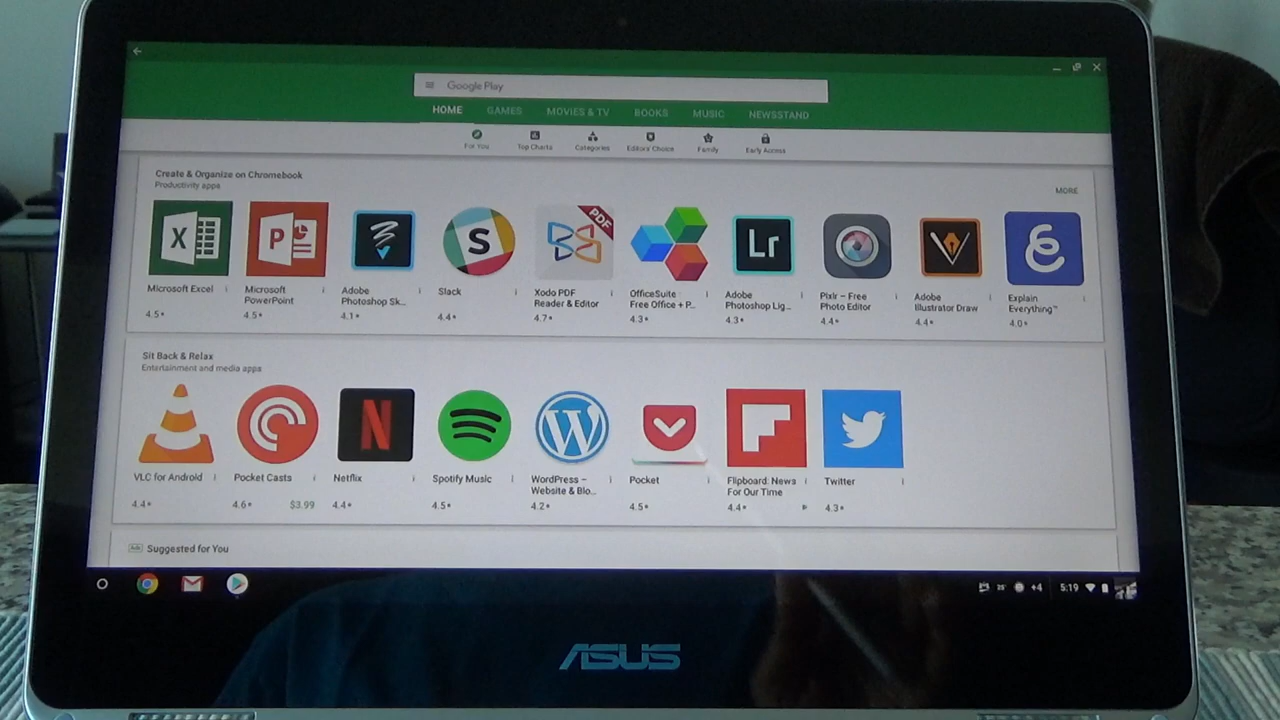 Google Play
HOME GAMES MOVIES & TV BOOKS MUSIC NEWSSTAND
For You Top Charts Categories Editors' Choice Family Early Access
Create & Organize on Chromebook
Productivity apps
MORE
X P S PDF Lr
Microsoft Excel
4.5
Microsoft
PowerPoint
4.5
Adobe
Photoshop Sk...
4.1
Slack
4.4
Xodo PDF
Reader & Editor
4.7
OfficeSuite :
Free Office + P...
4.3
Adobe
Photoshop Lig...
4.3
Pixlr – Free
Photo Editor
4.4
Adobe
Illustrator Draw
4.4
Explain
Everything™
4.0
Sit Back & Relax
Entertainment and media apps
N W
VLC for Android
4.4
Pocket Casts
4.6 $3.99
Netflix
4.4
Spotify Music
4.5
WordPress –
Website & Blo...
4.2
Pocket
4.5
Flipboard: News
For Our Time
4.4
Twitter
4.3
Ads Suggested for You
+4 5:19
ASUS